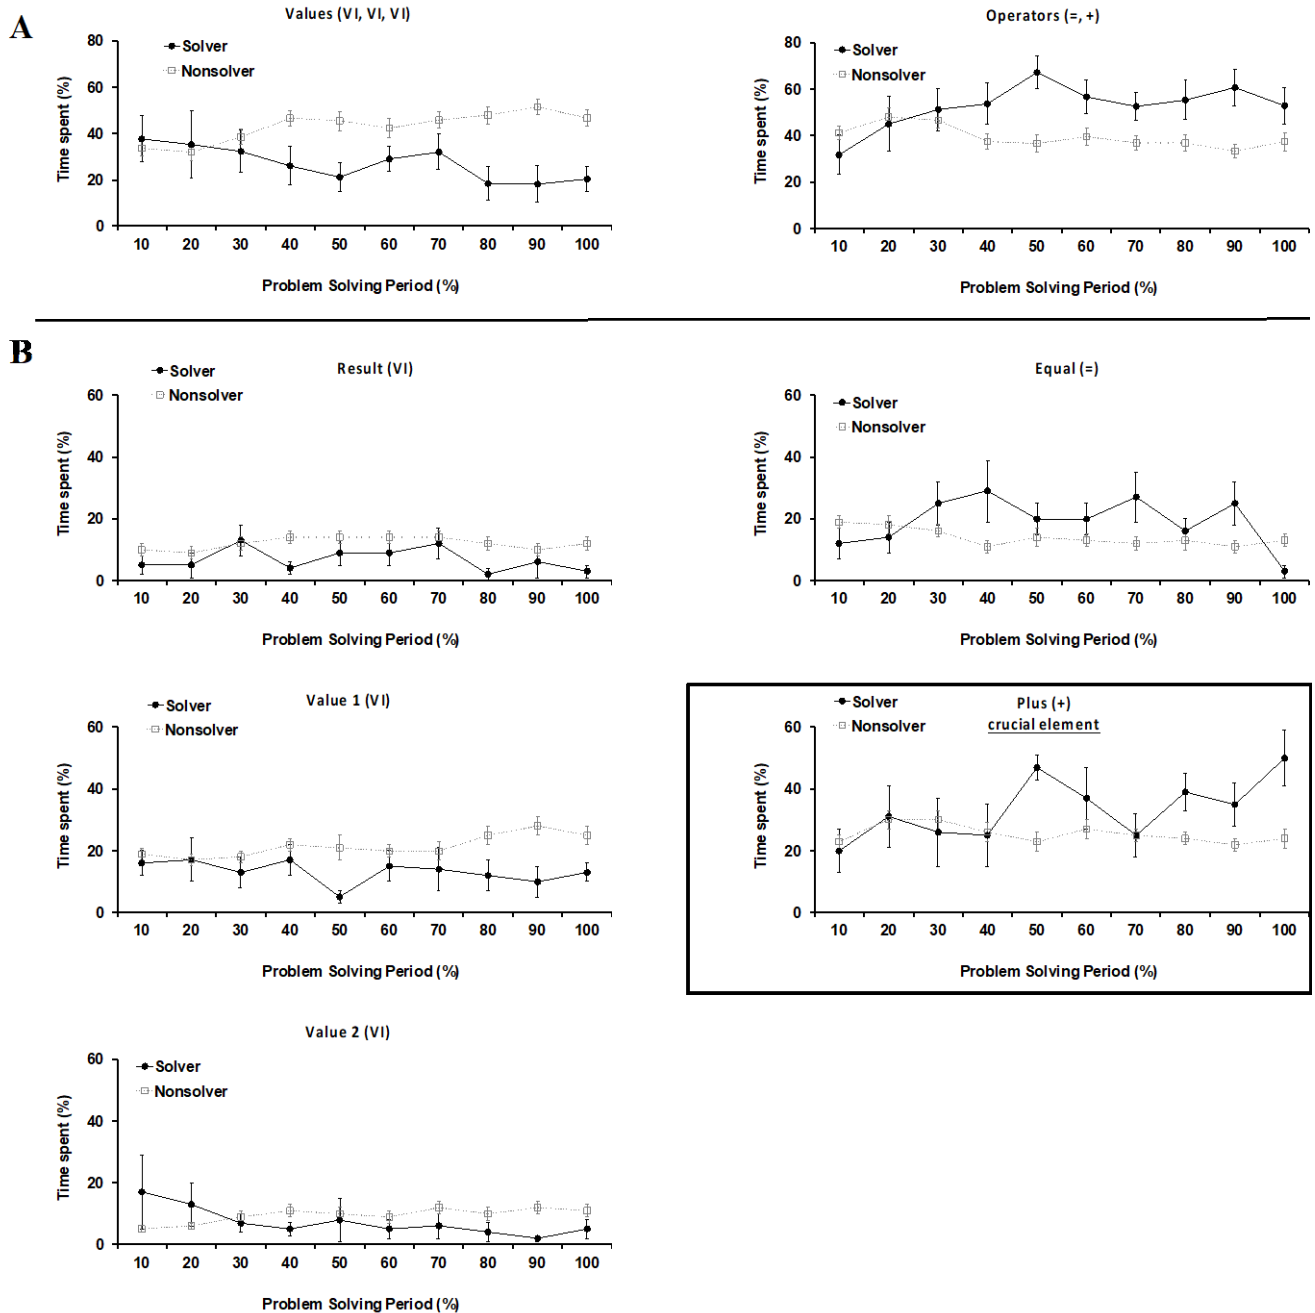 A
Values (VI, VI, VI)
Solver
Nonsolver
Time spent (%)
80
60
40
20
0
10 20 30 40 50 60 70 80 90 100
Problem Solving Period (%)
Operators (=, +)
Solver
Nonsolver
Time spent (%)
80
60
40
20
0
10 20 30 40 50 60 70 80 90 100
Problem Solving Period (%)
B
Result (VI)
Solver
Nonsolver
Time spent (%)
60
40
20
0
10 20 30 40 50 60 70 80 90 100
Problem Solving Period (%)
Equal (=)
Solver
Nonsolver
Time spent (%)
60
40
20
0
10 20 30 40 50 60 70 80 90 100
Problem Solving Period (%)
Value 1 (VI)
Solver
Nonsolver
Time spent (%)
60
40
20
0
10 20 30 40 50 60 70 80 90 100
Problem Solving Period (%)
Plus (+)
crucial element
Solver
Nonsolver
Time spent (%)
60
40
20
0
10 20 30 40 50 60 70 80 90 100
Problem Solving Period (%)
Value 2 (VI)
Solver
Nonsolver
Time spent (%)
60
40
20
0
10 20 30 40 50 60 70 80 90 100
Problem Solving Period (%)